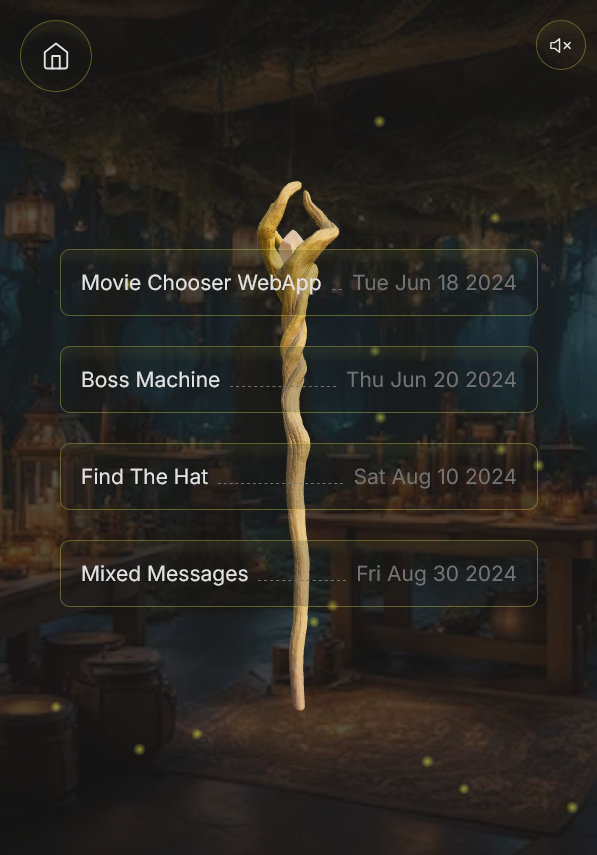 Movie Chooser WebApp Tue Jun 18 2024
Boss Machine Thu Jun 20 2024
Find The Hat Sat Aug 10 2024
Mixed Messages Fri Aug 30 2024